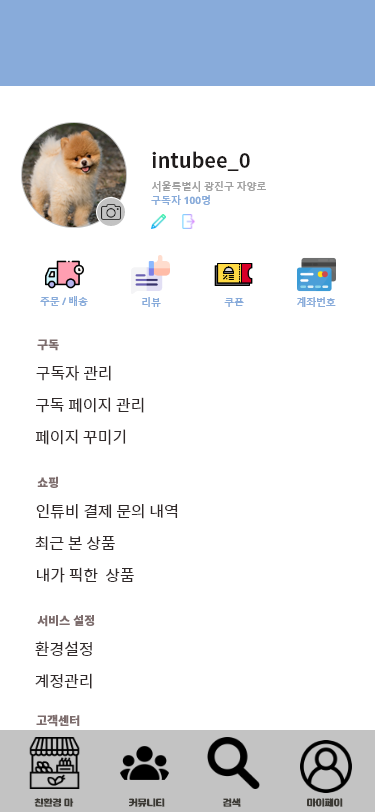 intubee_0
서울특별시 광진구 자양로
구독자 100명
주문 / 배송
리뷰
쿠폰
계좌번호
구독
구독자 관리
구독 페이지 관리
페이지 꾸미기
쇼핑
인튜비 결제 문의 내역
최근 본 상품
내가 픽한 상품
서비스 설정
환경설정
계정관리
고객센터
친환경 마
커뮤니티
검색
마이페이